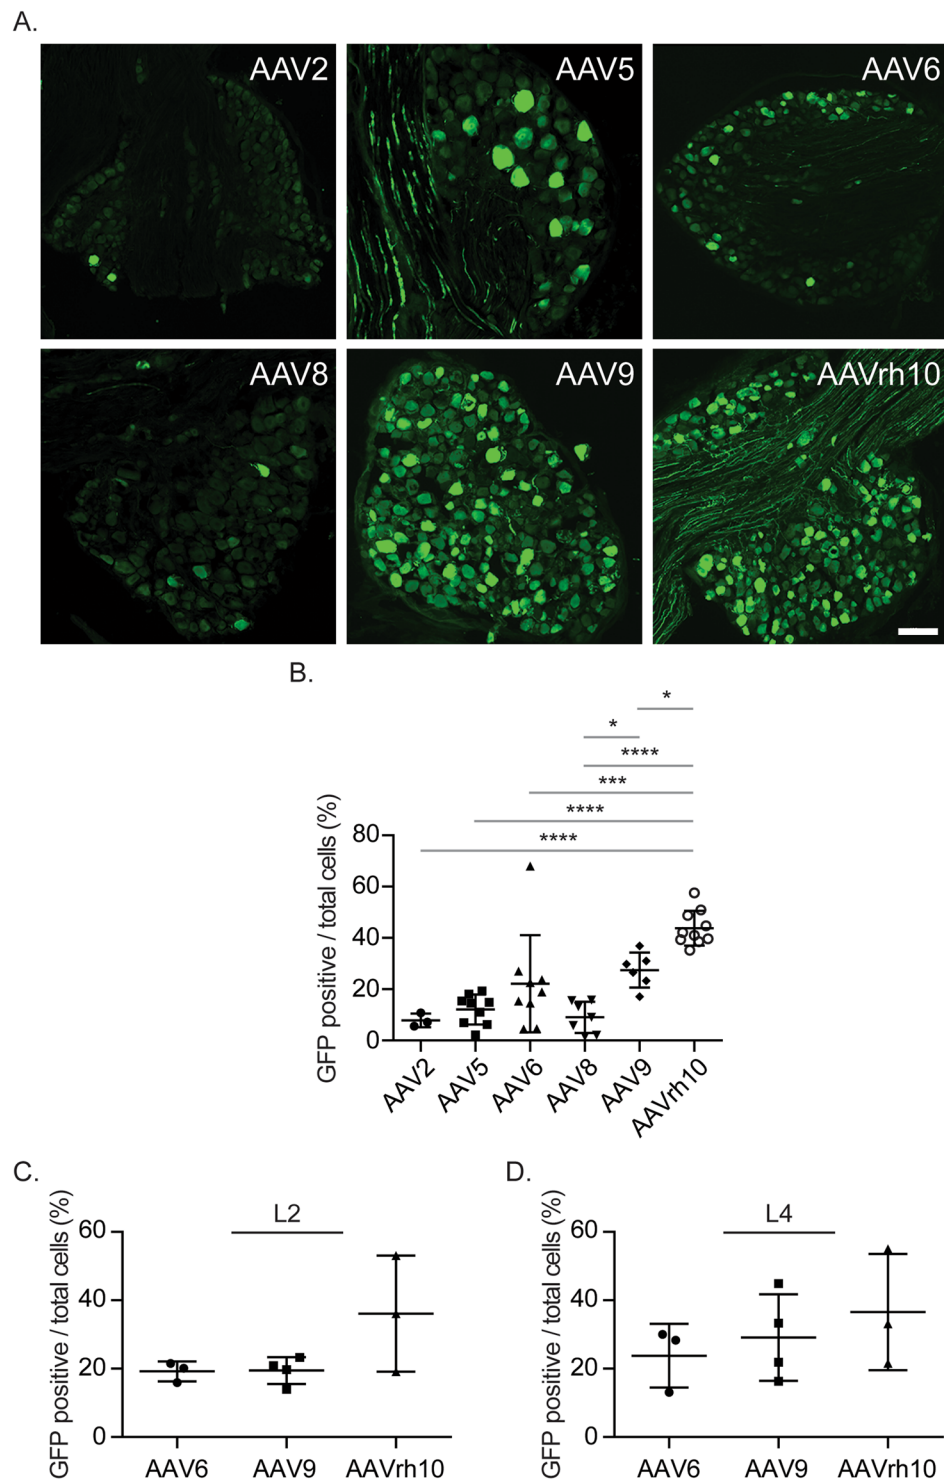 A.
AAV2
AAV5
AAV6
AAV8
AAV9
AAVrh10
B.
*
*
****
***
****
****
GFP positive / total cells (%)
80
60
40
20
0
AAV2
AAV5
AAV6
AAV8
AAV9
AAVrh10
C.
L2
GFP positive / total cells (%)
60
40
20
0
AAV6
AAV9
AAVrh10
D.
L4
GFP positive / total cells (%)
60
40
20
0
AAV6
AAV9
AAVrh10